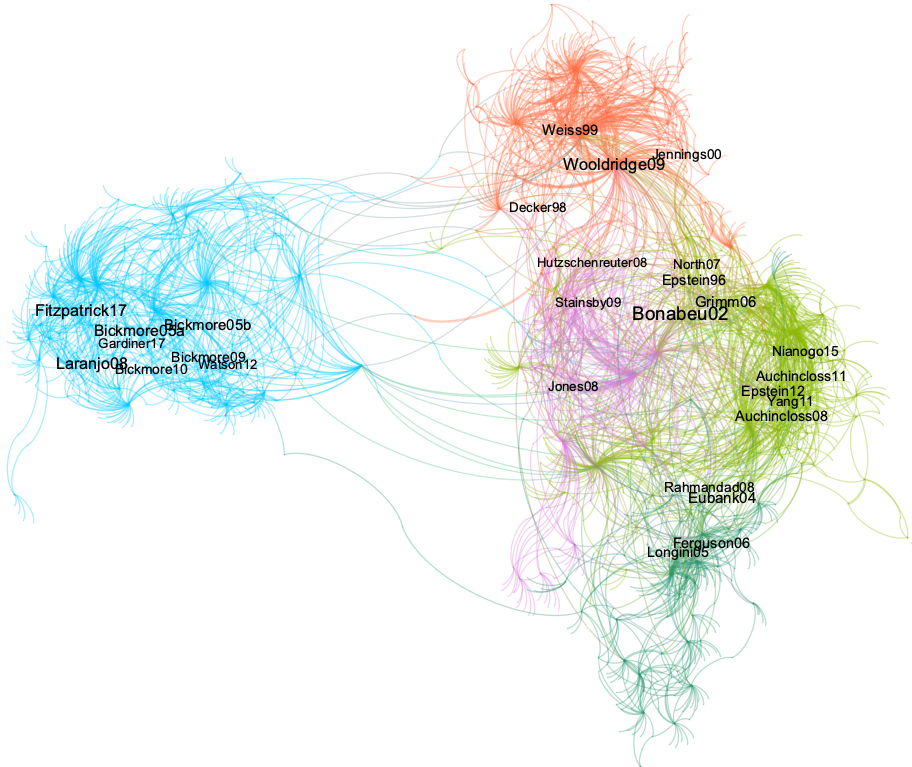 Weiss99
Jennings00
Wooldridge09
Decker98
Hutzschenreuter08
North07
Epstein96
Stainsby09
Grimm06
Bonabeu02
Fitzpatrick17
Bickmore05b
Bickmore05a
Gardiner17
Bickmore09
Laranjo08
Watson12
Bickmore10
Nianogo15
Auchincloss11
Jones08
Epstein12
Yang11
Auchincloss08
Rahmandad08
Eubank04
Ferguson06
Longini05